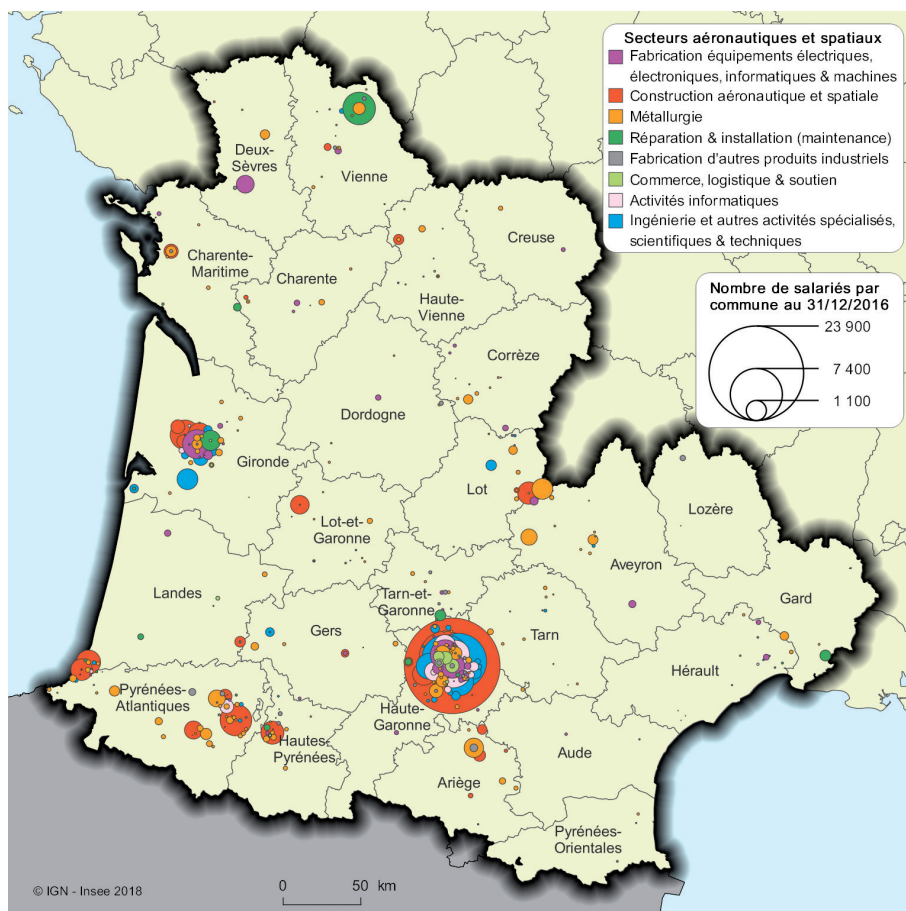 Secteurs aéronautiques et spatiaux
Fabrication équipements électriques,
électroniques, informatiques & machines
Construction aéronautique et spatiale
Métallurgie
Réparation & installation (maintenance)
Fabrication d'autres produits industriels
Commerce, logistique & soutien
Activités informatiques
Ingénierie et autres activités spécialisés,
scientifiques & techniques
Nombre de salariés par
commune au 31/12/2016
23 900
7 400
1 100
Deux-
Sèvres
Vienne
Charente-
Maritime
Charente
Haute-
Vienne
Creuse
Corrèze
Dordogne
Gironde
Lot
Lot-et-
Garonne
Lozère
Aveyron
Landes
Tarn-et-
Garonne
Gard
Gers
Tarn
Hérault
Pyrénées-
Atlantiques
Haute-
Garonne
Hautes-
Pyrénées
Aude
Ariège
Pyrénées-
Orientales
© IGN - Insee 2018
0 50 km